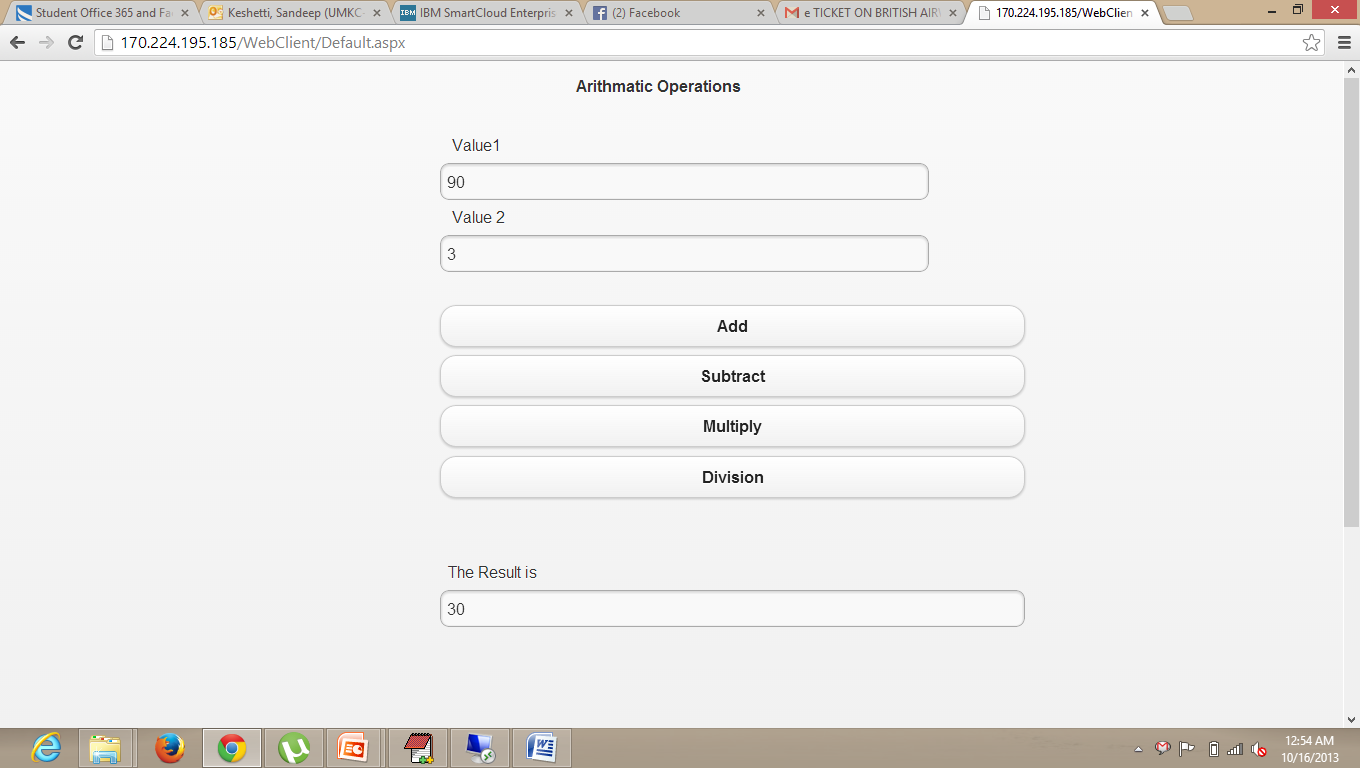 Student Office 365 and Fa
Keshetti, Sandeep (UMKC-
IBM IBM SmartCloud Enterpris
(2) Facebook
e TICKET ON BRITISH AIR
170.224.195.185/WebClien
170.224.195.185/WebClient/Default.aspx
Arithmatic Operations
Value1
90
Value 2
3
Add
Subtract
Multiply
Division
The Result is
30
12:54 AM
10/16/2013